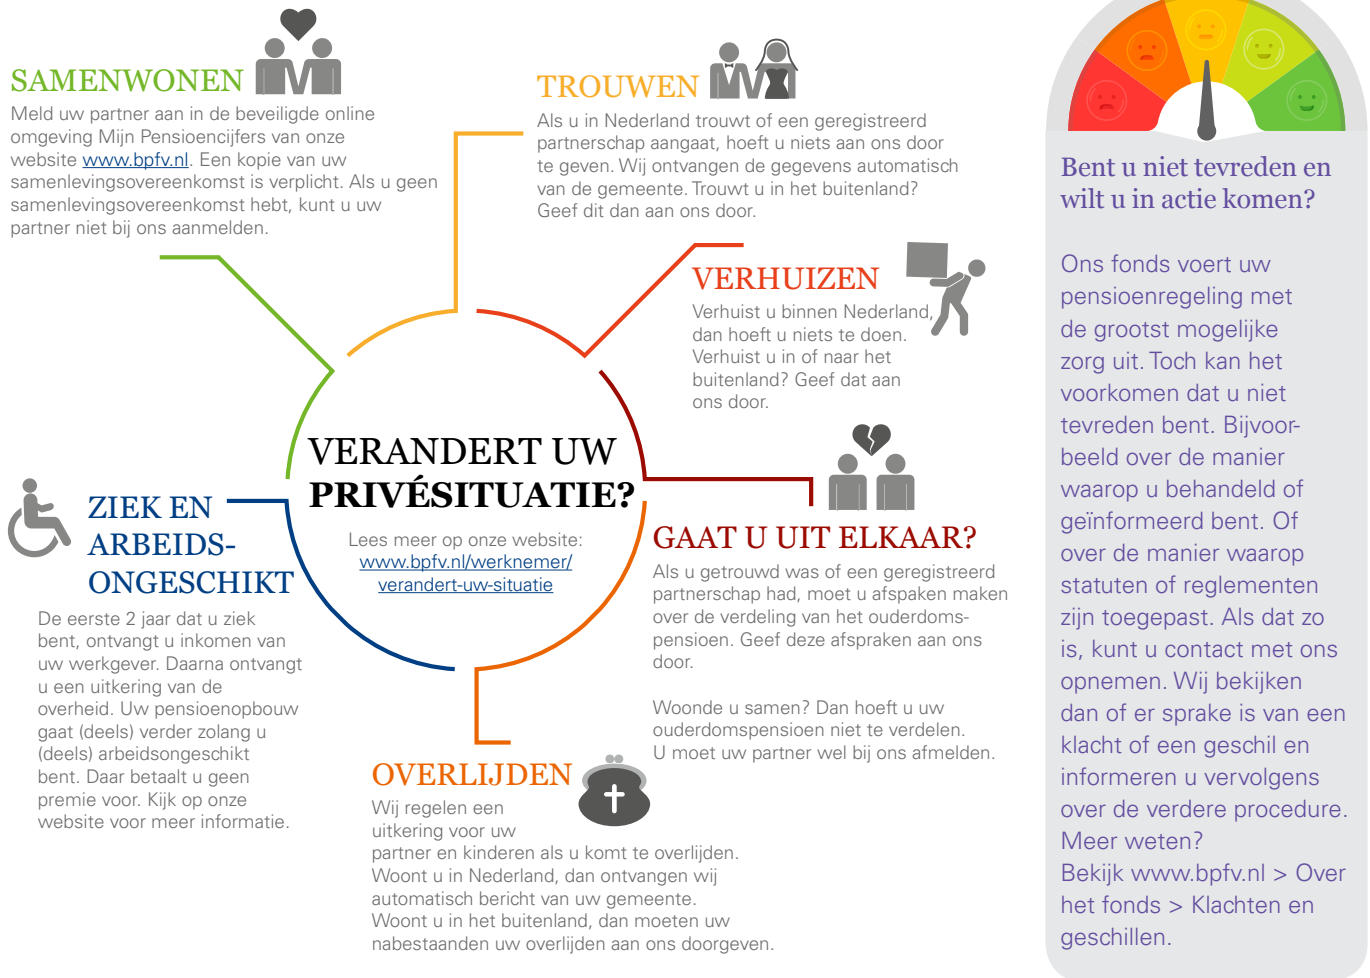 SAMENWONEN
Meld uw partner aan in de beveiligde online
omgeving Mijn Pensioencijfers van onze
website www.bpfv.nl. Een kopie van uw
samenlevingsovereenkomst is verplicht. Als u geen
samenlevingsovereenkomst hebt, kunt u uw
partner niet bij ons aanmelden.
TROUWEN
Als u in Nederland trouwt of een geregistreerd
partnerschap aangaat, hoeft u niets aan ons door
te geven. Wij ontvangen de gegevens automatisch
van de gemeente. Trouwt u in het buitenland?
Geef dit dan aan ons door.
VERHUIZEN
Verhuist u binnen Nederland,
dan hoeft u niets te doen.
Verhuist u in of naar het
buitenland? Geef dat aan
ons door.
VERANDERT UW
PRIVÉSITUATIE?
Lees meer op onze website:
www.bpfv.nl/werknemer/
verandert-uw-situatie
GAAT U UIT ELKAAR?
Als u getrouwd was of een geregistreerd
partnerschap had, moet u afspaken maken
over de verdeling van het ouderdoms-
pensioen. Geef deze afspraken aan ons
door.
Woonde u samen? Dan hoeft u uw
ouderdomspensioen niet te verdelen.
U moet uw partner wel bij ons afmelden.
ZIEK EN
ARBEIDS-
ONGESCHIKT
De eerste 2 jaar dat u ziek
bent, ontvangt u inkomen van
uw werkgever. Daarna ontvangt
u een uitkering van de
overheid. Uw pensioenopbouw
gaat (deels) verder zolang u
(deels) arbeidsongeschikt
bent. Daar betaalt u geen
premie voor. Kijk op onze
website voor meer informatie.
OVERLIJDEN
Wij regelen een
uitkering voor uw
partner en kinderen als u komt te overlijden.
Woont u in Nederland, dan ontvangen wij
automatisch bericht van uw gemeente.
Woont u in het buitenland, dan moeten uw
nabestaanden uw overlijden aan ons doorgeven.
Bent u niet tevreden en
wilt u in actie komen?
Ons fonds voert uw
pensioenregeling met
de grootst mogelijke
zorg uit. Toch kan het
voorkomen dat u niet
tevreden bent. Bijvoor-
beeld over de manier
waarop u behandeld of
geïnformeerd bent. Of
over de manier waarop
statuten of reglementen
zijn toegepast. Als dat zo
is, kunt u contact met ons
opnemen. Wij bekijken
dan of er sprake is van een
klacht of een geschil en
informeren u vervolgens
over de verdere procedure.
Meer weten?
Bekijk www.bpfv.nl > Over
het fonds > Klachten en
geschillen.